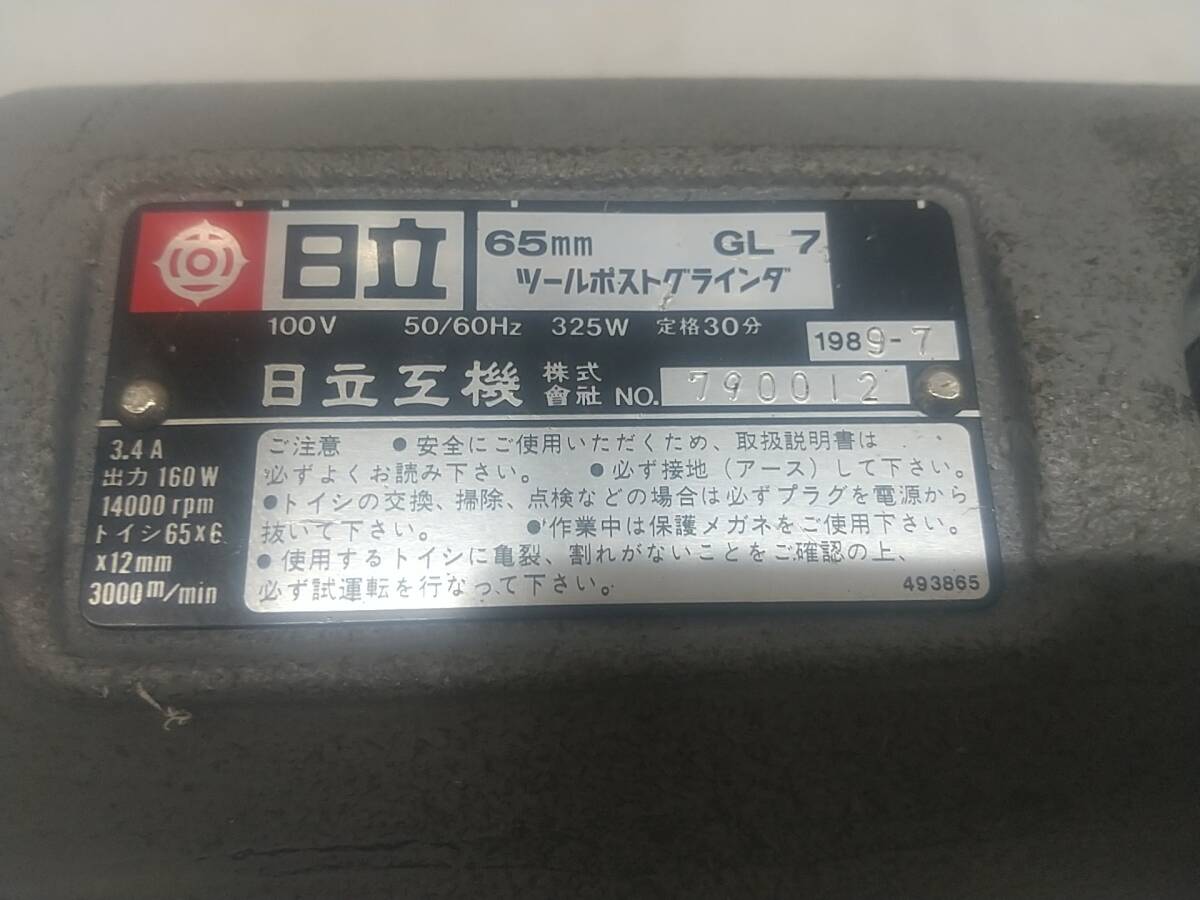 日立
65mm GL 7
ツールポストグラインダ
100V 50/60Hz 325W 定格30分
1989-7
日立工機 株式會社 NO. 790012
3.4A
出力 160W
14000 rpm
トイシ65×6
×12mm
3000m/min
ご注意 ●安全にご使用いただくため、取扱説明書は
必ずよくお読み下さい。 ●必ず接地(アース)して下さい。
●トイシの交換、掃除、点検などの場合は必ずプラグを電源から
抜いて下さい。 ●作業中は保護メガネをご使用下さい。
●使用するトイシに亀裂、割れがないことをご確認の上、
必ず試運転を行なって下さい。
493865